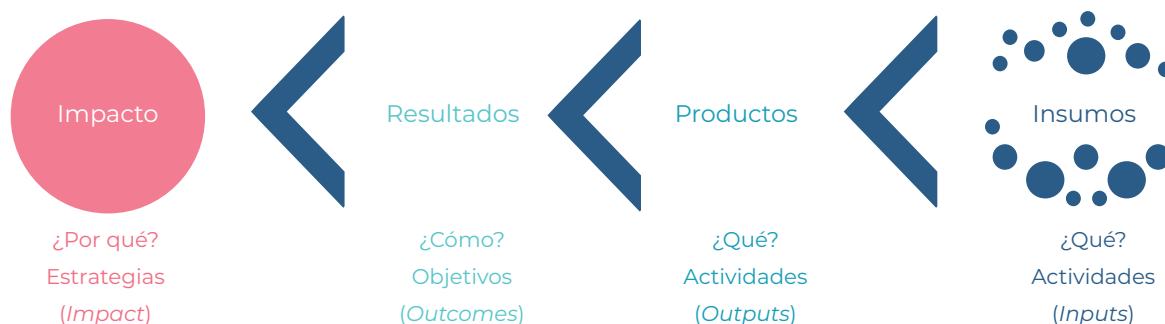 Impacto
Resultados
Productos
Insumos
¿Por qué?
Estrategias
(Impact)
¿Cómo?
Objetivos
(Outcomes)
¿Qué?
Actividades
(Outputs)
¿Qué?
Actividades
(Inputs)